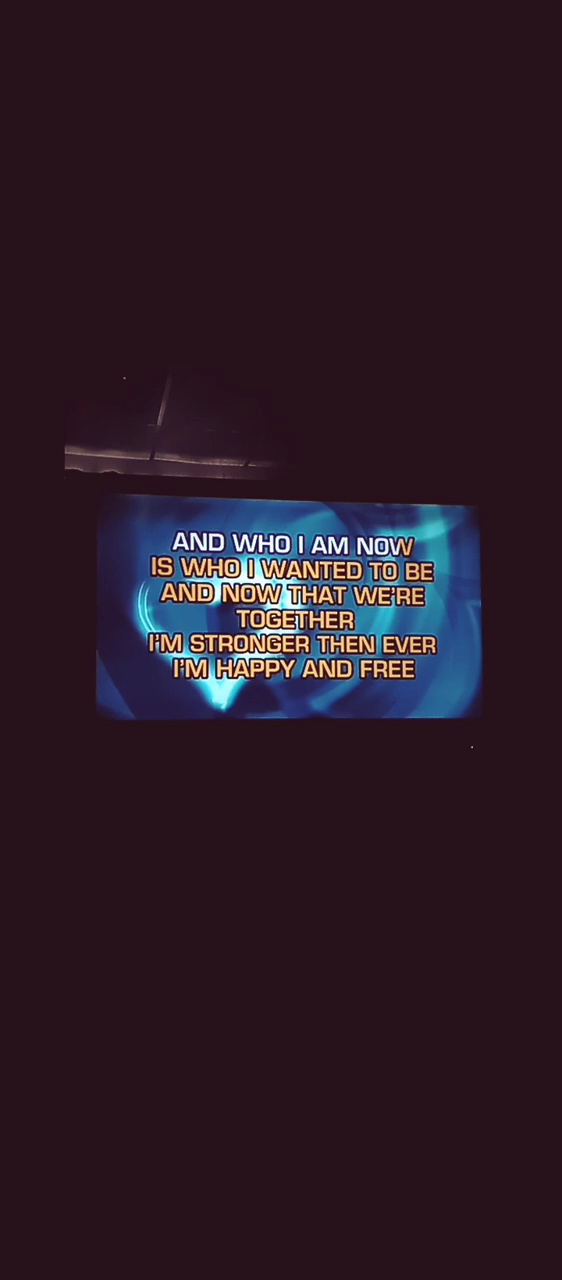 AND WHO I AM NOW
IS WHO I WANTED TO BE
AND NOW THAT WE'RE
TOGETHER
I'M STRONGER THEN EVER
I'M HAPPY AND FREE